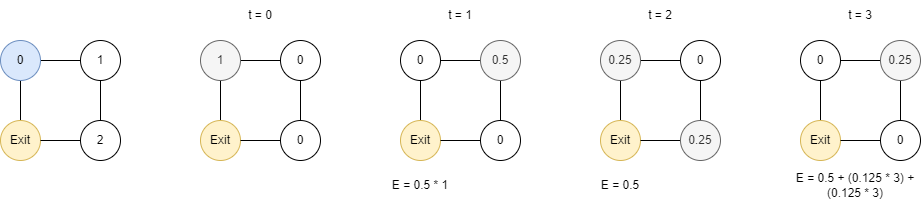 t = 0
t = 1
t = 2
t = 3
0
1
1
0
0
0.5
0.25
0
0
0.25
Exit
2
Exit
0
Exit
0
Exit
0.25
Exit
0
E = 0.5 * 1
E = 0.5
E = 0.5 + (0.125 * 3) +
(0.125 * 3)